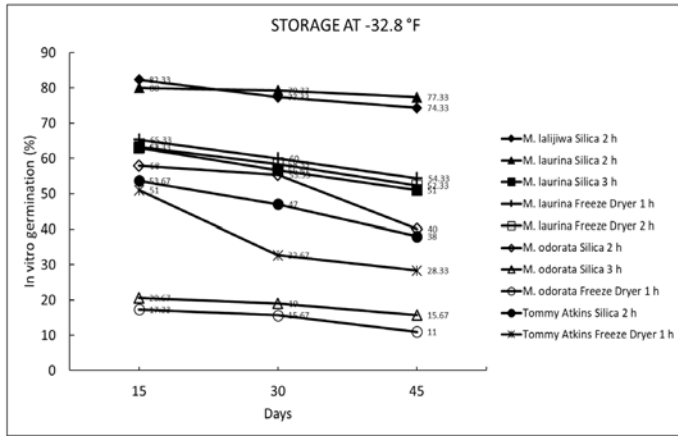 STORAGE AT -32.8 °F
In vitro germination (%)
90
80
70
60
50
40
30
20
10
0
15
30
45
Days
82.33
80
65.33
58
53.67
51
20.67
17.33
79.33
77.33
60
47
32.67
19
15.67
77.33
74.33
54.33
52.33
51
40
38
28.33
15.67
11
M. lalijiwa Silica 2 h
M. laurina Silica 2 h
M. laurina Silica 3 h
M. laurina Freeze Dryer 1 h
M. laurina Freeze Dryer 2 h
M. odorata Silica 2 h
M. odorata Silica 3 h
M. odorata Freeze Dryer 1 h
Tommy Atkins Silica 2 h
Tommy Atkins Freeze Dryer 1 h